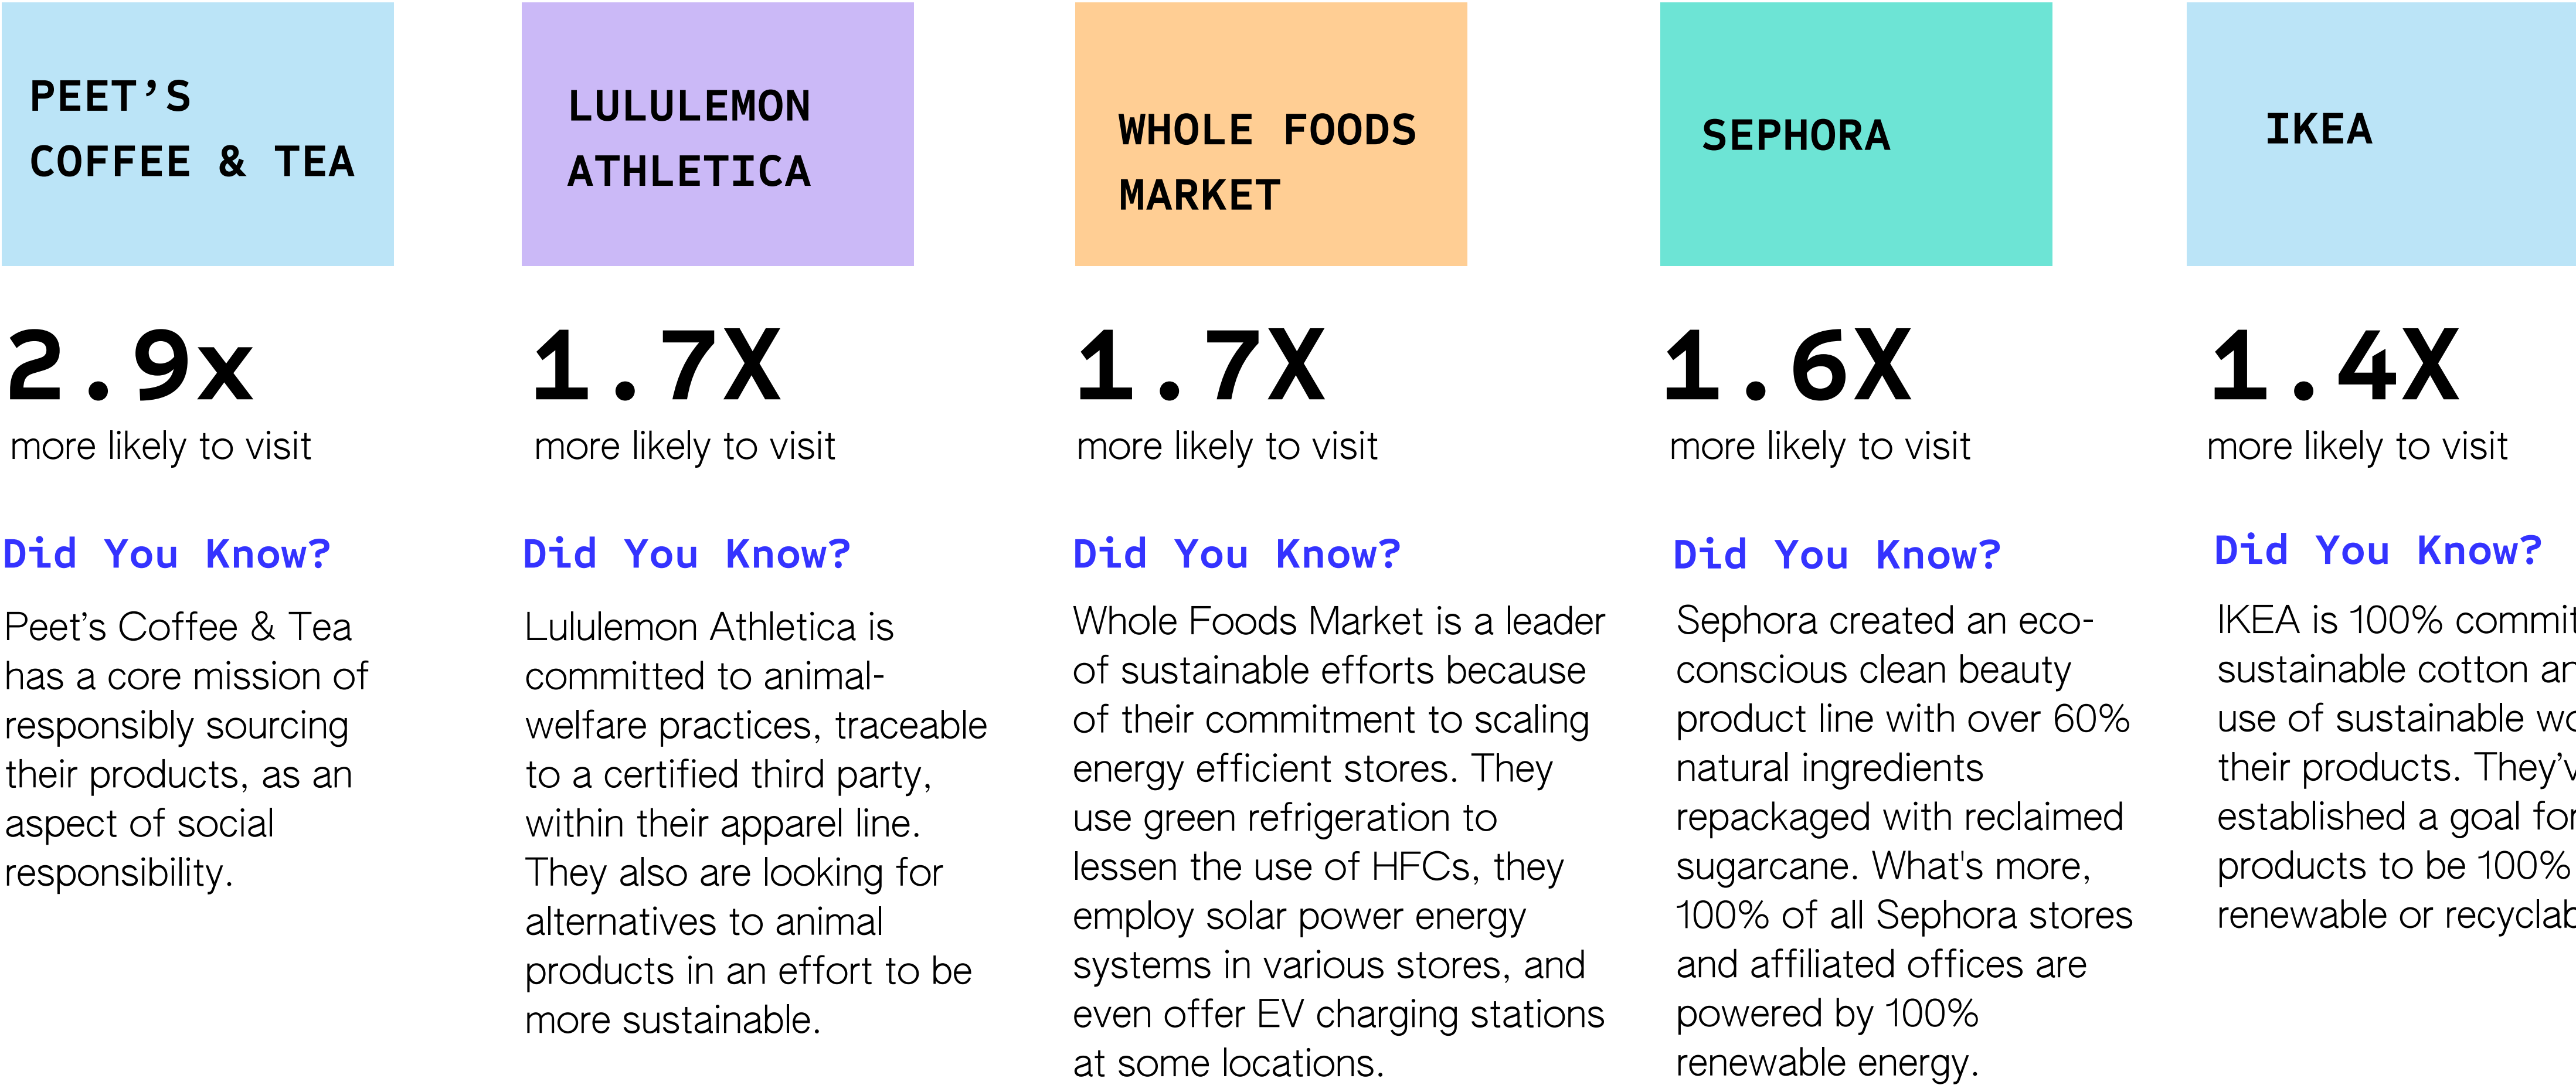 PEET'S
COFFEE & TEA
2.9x
more likely to visit
Did You Know?
Peet's Coffee & Tea
has a core mission of
responsibly sourcing
their products, as an
aspect of social
responsibility.
LULULEMON
ATHLETICA
1.7X
more likely to visit
Did You Know?
Lululemon Athletica is
committed to animal-
welfare practices, traceable
to a certified third party,
within their apparel line.
They also are looking for
alternatives to animal
products in an effort to be
more sustainable.
WHOLE FOODS
MARKET
1.7X
more likely to visit
Did You Know?
Whole Foods Market is a leader
of sustainable efforts because
of their commitment to scaling
energy efficient stores. They
use green refrigeration to
lessen the use of HFCs, they
employ solar power energy
systems in various stores, and
even offer EV charging stations
at some locations.
SEPHORA
1.6X
more likely to visit
Did You Know?
Sephora created an eco-
conscious clean beauty
product line with over 60%
natural ingredients
repackaged with reclaimed
sugarcane. What's more,
100% of all Sephora stores
and affiliated offices are
powered by 100%
renewable energy.
IKEA
1.4X
more likely to visit
Did You Know?
IKEA is 100%
sustainable cotton
use of sustainable
their products.
established a goal for
products to be 100%
renewable or